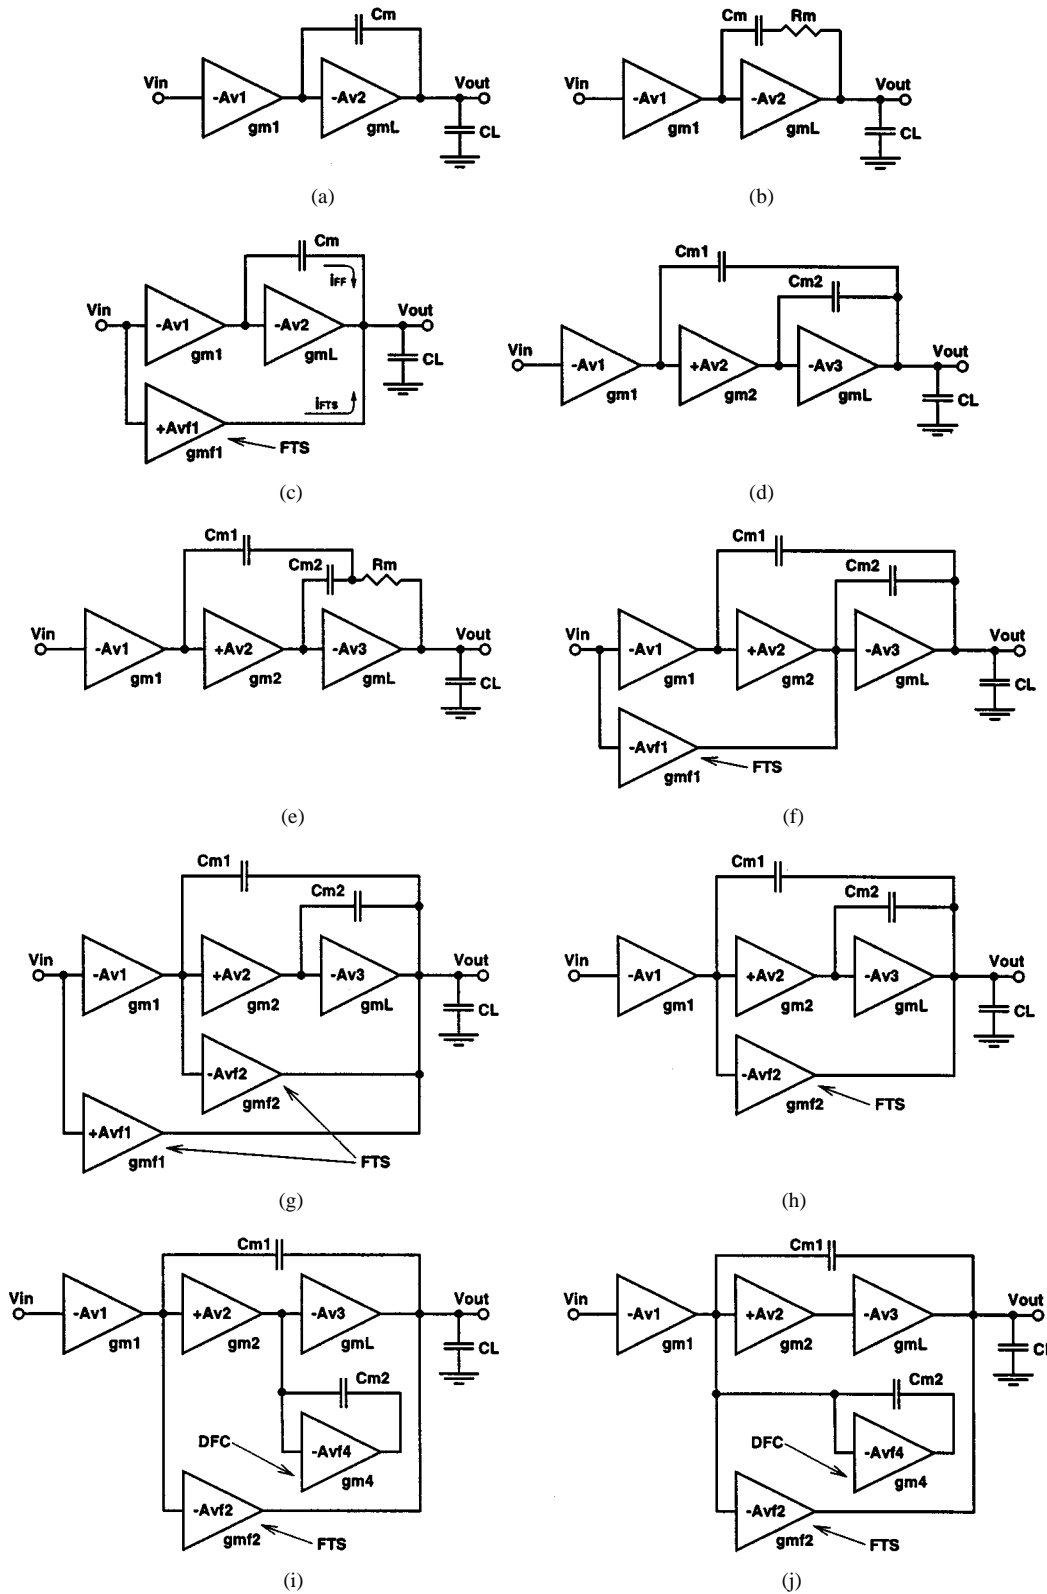 Cm
Vin -Av1 -Av2 Vout
gm1 gmL CL
(a)
Cm Rm
Vin -Av1 -Av2 Vout
gm1 gmL CL
(b)
Cm
iFF
Vin -Av1 -Av2 Vout
gm1 gmL CL
iFTS
+Avf1
gmf1 FTS
(c)
Cm1
Cm2
Vin -Av1 +Av2 -Av3 Vout
gm1 gm2 gmL CL
(d)
Cm1
Cm2 Rm
Vin -Av1 +Av2 -Av3 Vout
gm1 gm2 gmL CL
(e)
Cm1
Cm2
Vin -Av1 +Av2 -Av3 Vout
gm1 gm2 gmL CL
-Avf1
gmf1 FTS
(f)
Cm1
Cm2
Vin -Av1 +Av2 -Av3 Vout
gm1 gm2 gmL CL
-Avf2
gmf2
+Avf1
gmf1 FTS
(g)
Cm1
Cm2
Vin -Av1 +Av2 -Av3 Vout
gm1 gm2 gmL CL
-Avf2
gmf2 FTS
(h)
Cm1
Vin -Av1 +Av2 -Av3 Vout
gm1 gm2 gmL CL
Cm2
DFC -Avf4
gm4
-Avf2
gmf2 FTS
(i)
Cm1
Vin -Av1 +Av2 -Av3 Vout
gm1 gm2 gmL CL
Cm2
DFC -Avf4
gm4
-Avf2
gmf2 FTS
(j)